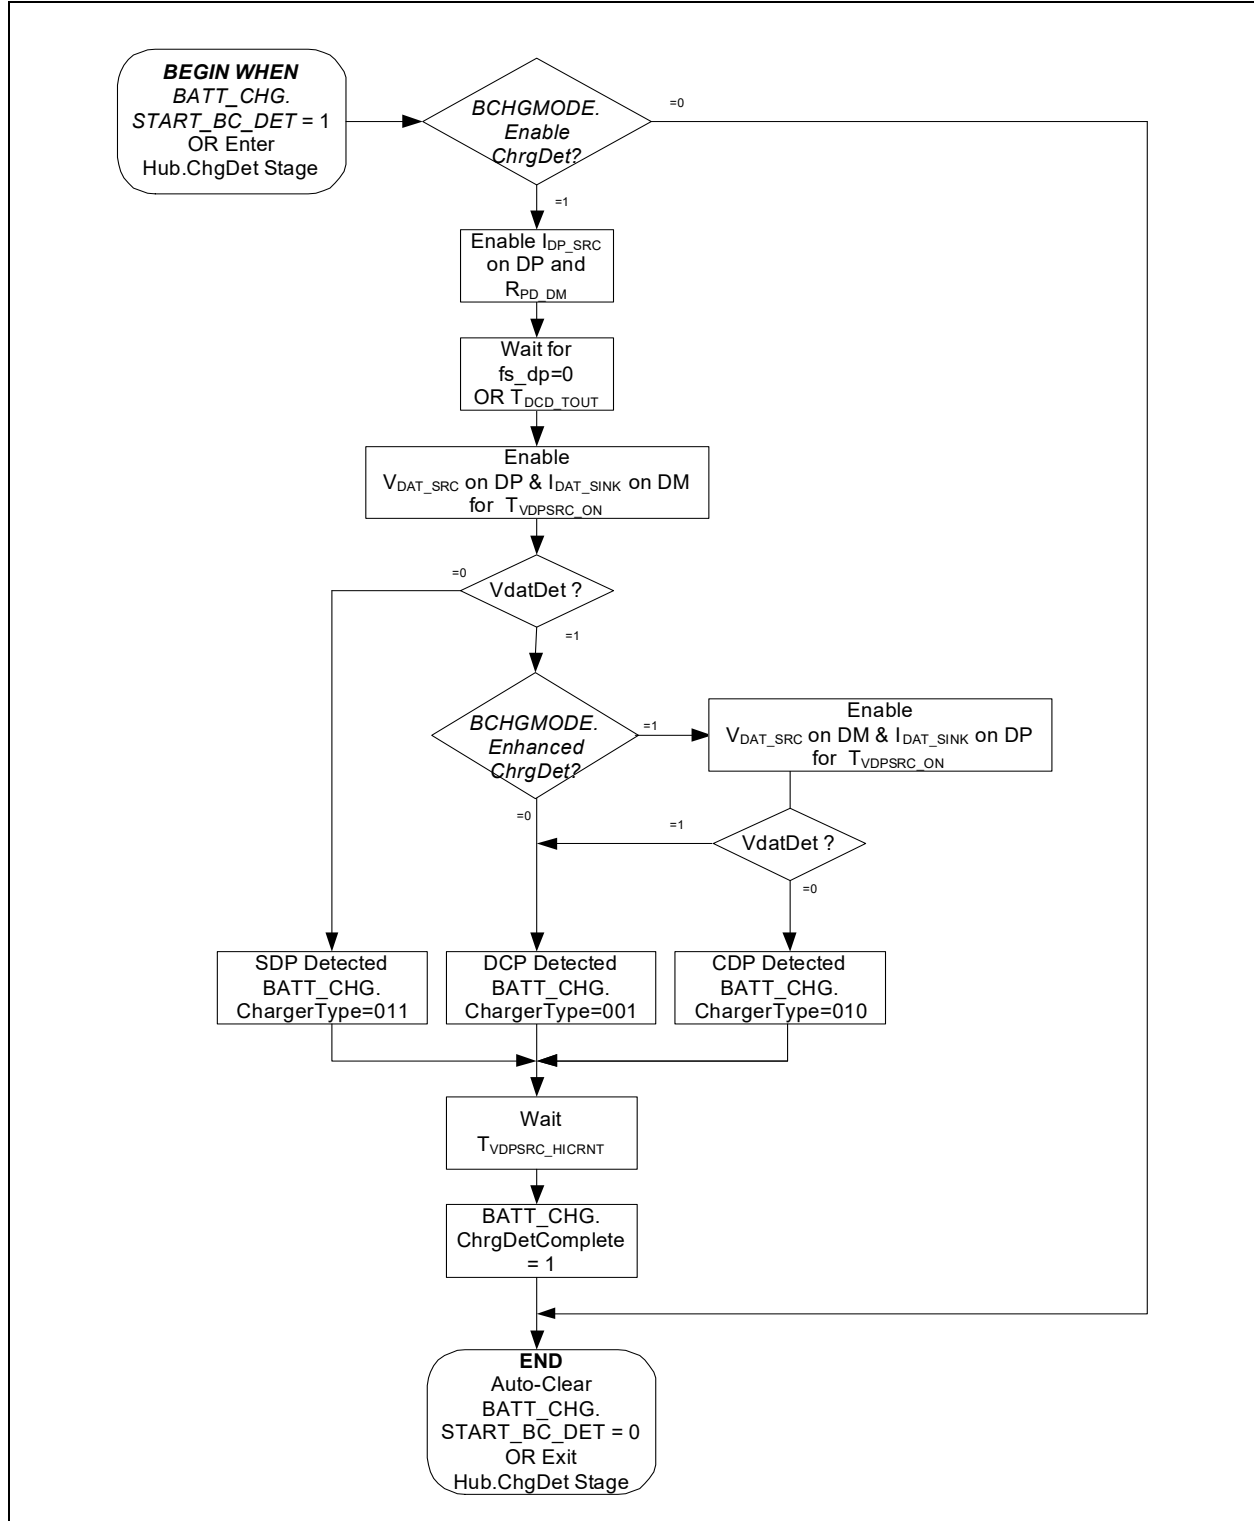 BEGIN WHEN
BATT_CHG.
START_BC_DET = 1
OR Enter
Hub.ChgDet Stage
BCHGMODE.
Enable
ChrgDet?
=0
=1
Enable IDP_SRC
on DP and
RPD_DM
Wait for
fs_dp=0
OR TDCD_TOUT
Enable
VDAT_SRC on DP & IDAT_SINK on DM
for TVDPSRC_ON
=0
VdatDet ?
=1
BCHGMODE.
Enhanced
ChrgDet?
=1
Enable
VDAT_SRC on DM & IDAT_SINK on DP
for TVDPSRC_ON
=0
=1
VdatDet ?
=0
SDP Detected
BATT_CHG.
ChargerType=011
DCP Detected
BATT_CHG.
ChargerType=001
CDP Detected
BATT_CHG.
ChargerType=010
Wait
TVDPSRC_HICRNT
BATT_CHG.
ChrgDetComplete
= 1
END
Auto-Clear
BATT_CHG.
START_BC_DET = 0
OR Exit
Hub.ChgDet Stage